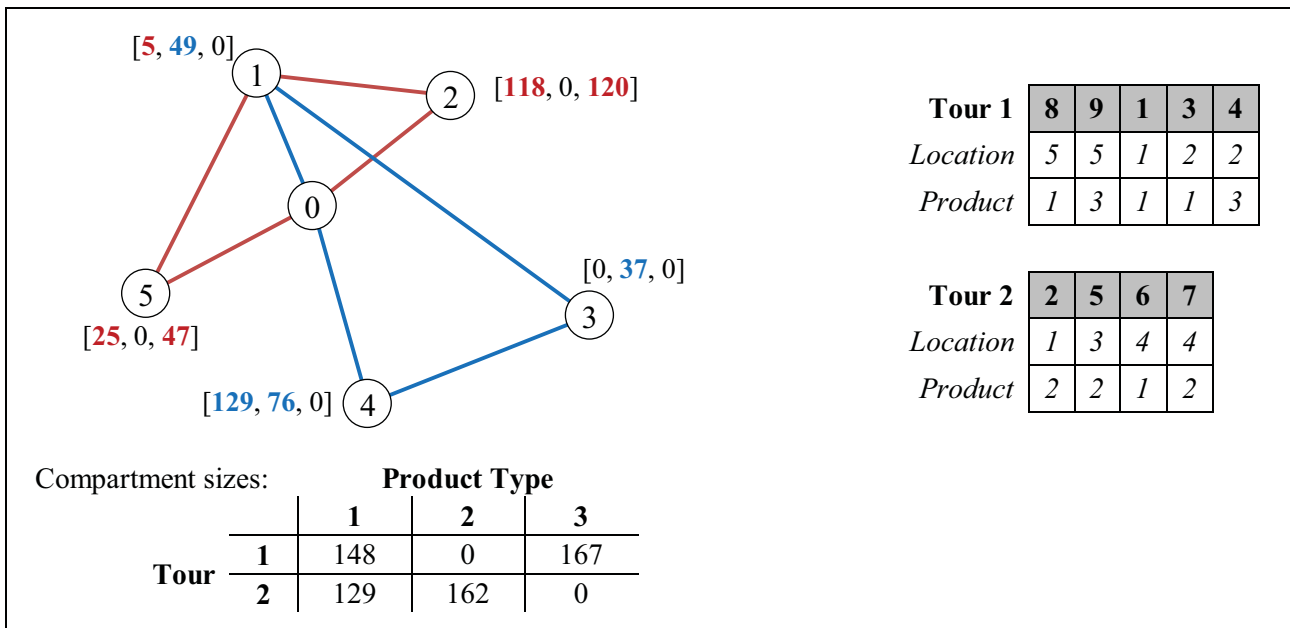 [5, 49, 0]
1
2
[118, 0, 120]
0
5
[25, 0, 47]
[0, 37, 0]
3
[129, 76, 0]
4
Compartment sizes:
Product Type
1 2 3
Tour
1 148 0 167
2 129 162 0
Tour 1 8 9 1 3 4
Location 5 5 1 2 2
Product 1 3 1 1 3
Tour 2 2 5 6 7
Location 1 3 4 4
Product 2 2 1 2